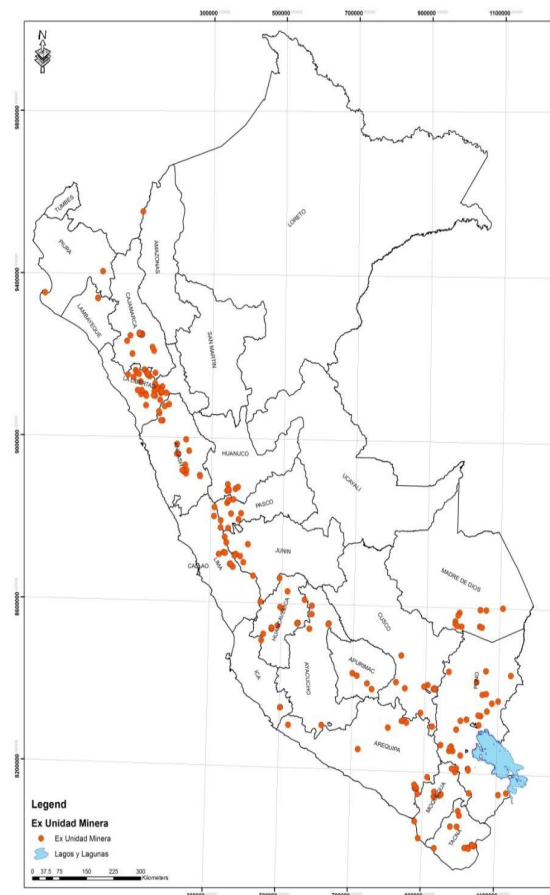 300000 500000 700000 900000 1100000
N
9800000
TUMBES
LORETO
PIURA
AMAZONAS
9400000
CAJAMARCA
LAMBAYEQUE
SAN MARTIN
LA LIBERTAD
9000000
HUANUCO
UCAYALI
PASCO
JUNIN
CALLAO
LIMA
MADRE DE DIOS
8600000
HUANCAVELICA
CUSCO
APURIMAC
ICA
AYACUCHO
AREQUIPA
8200000
MOQUEGUA
TACNA
Legend
Ex Unidad Minera
Ex Unidad Minera
Lagos y Lagunas
0 37.5 75 150 225 300
Kilometers